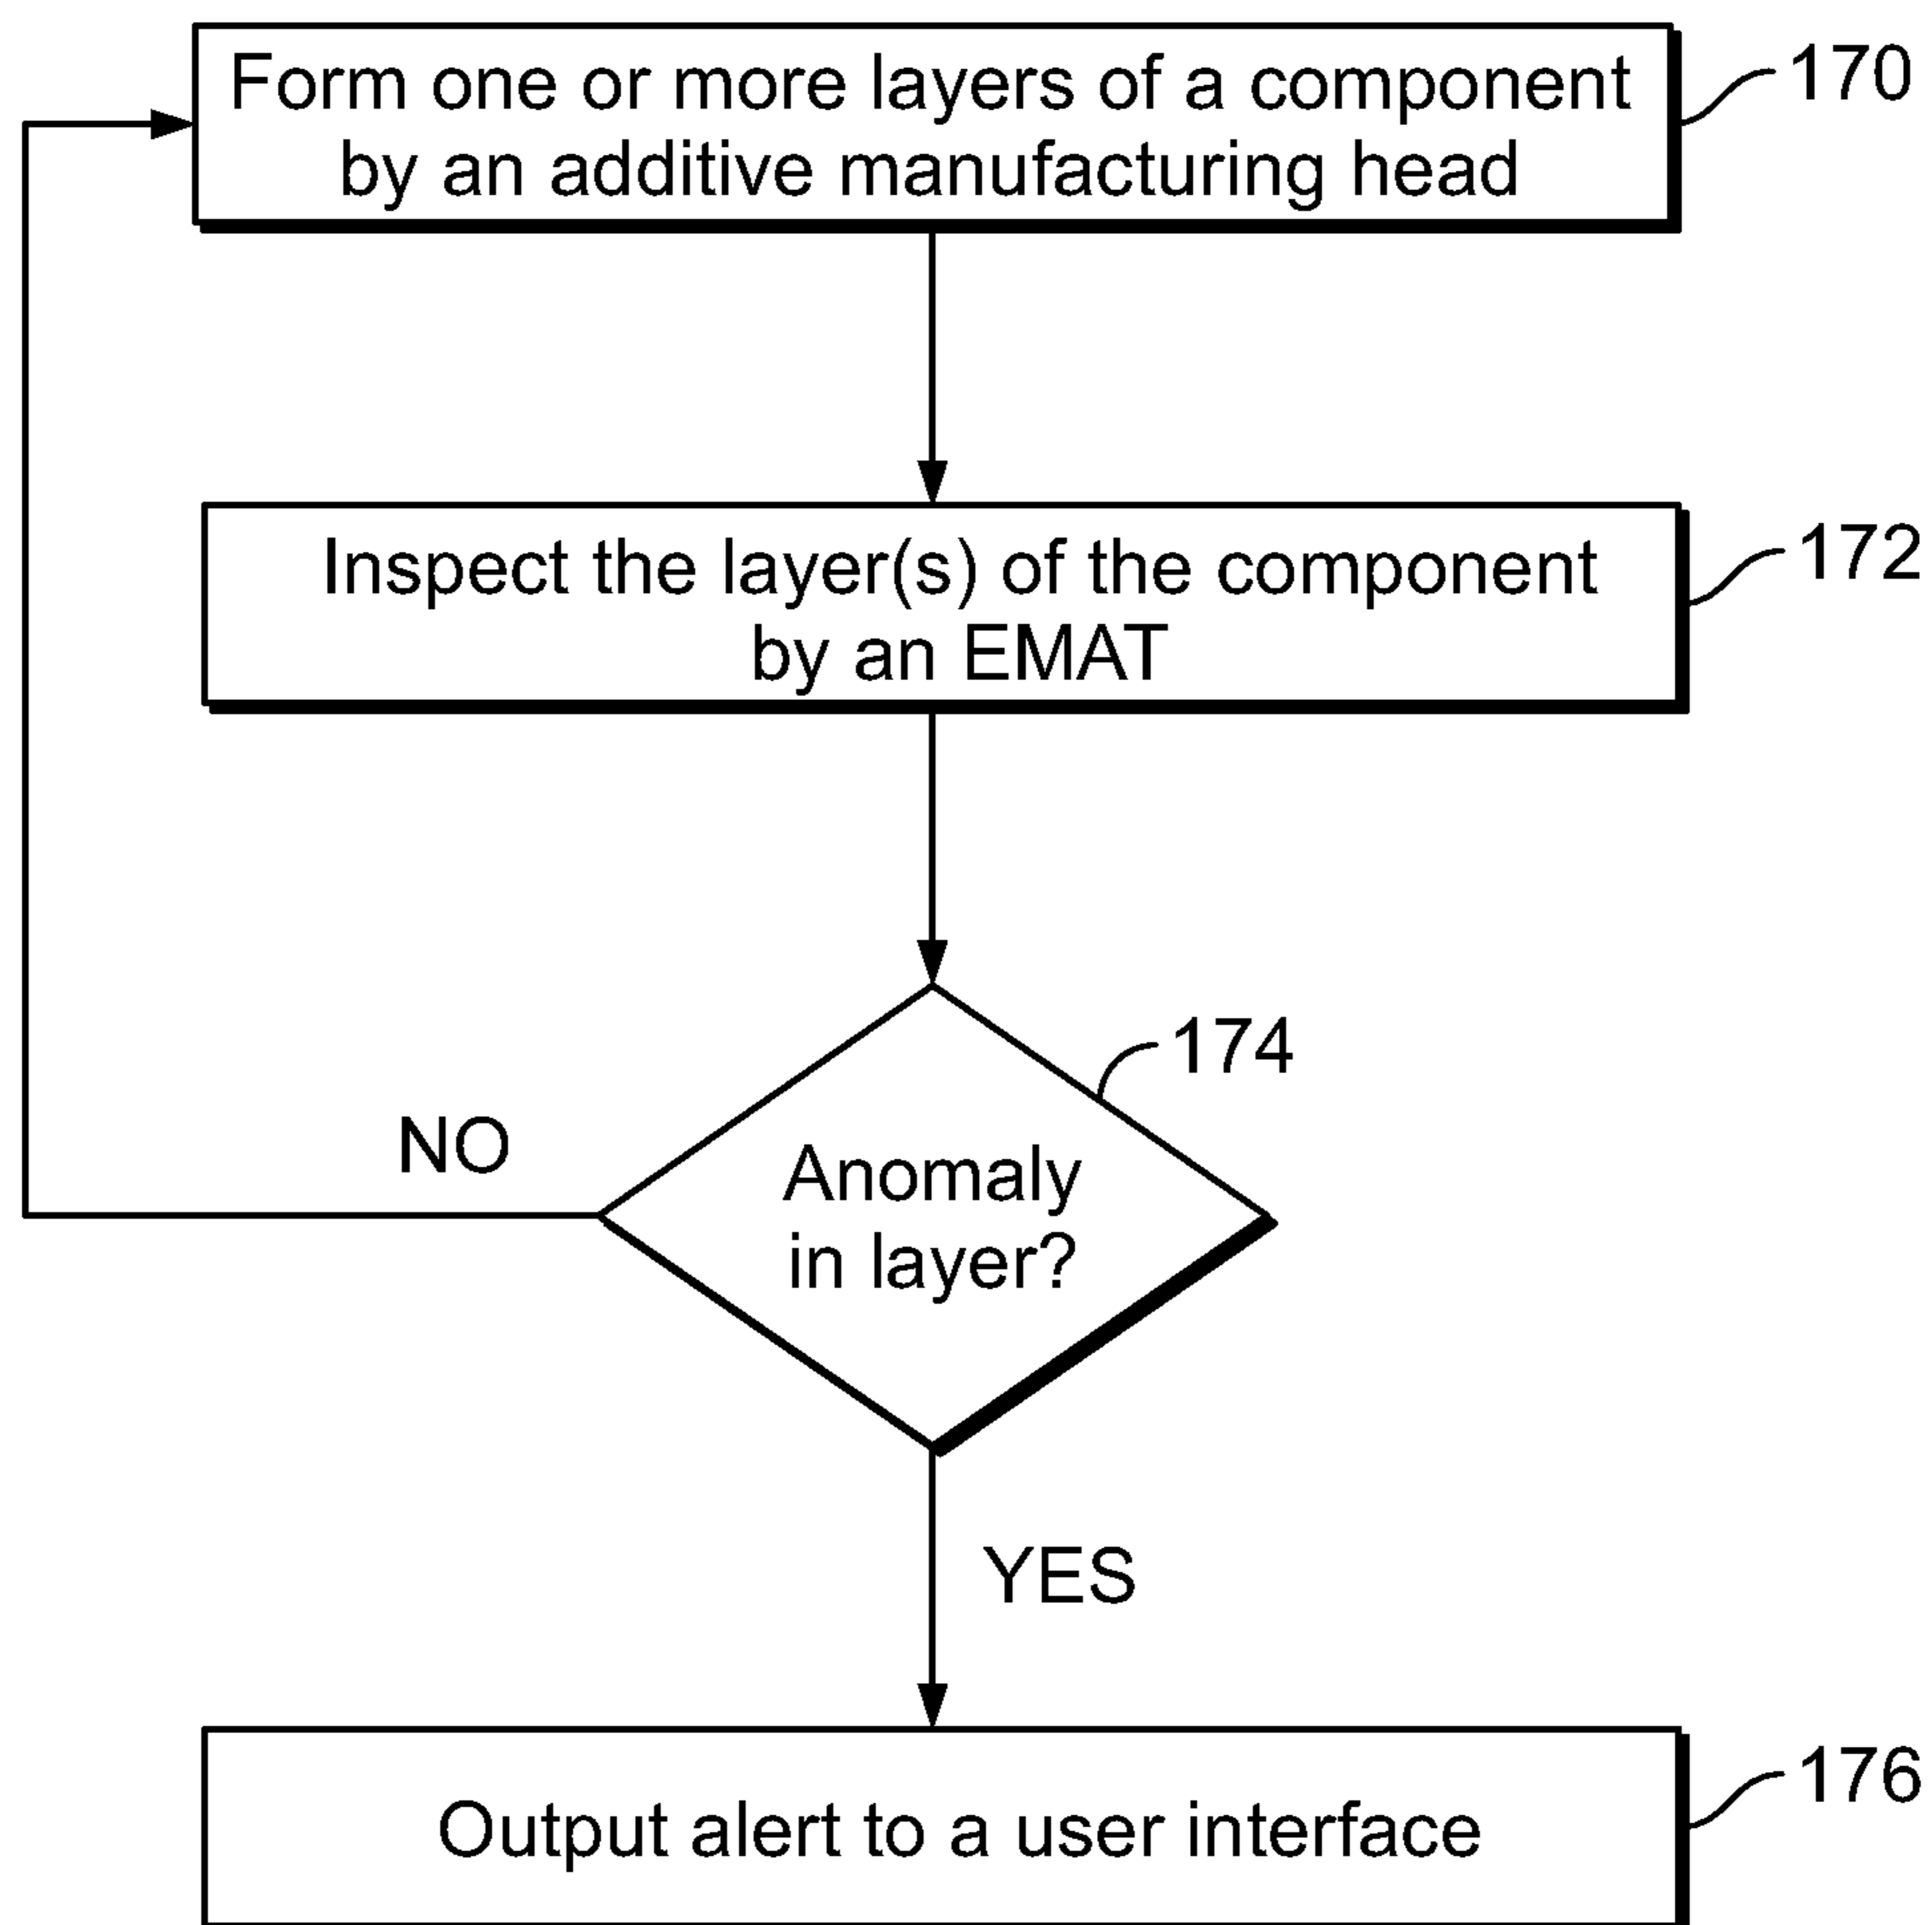 Form one or more layers of a component
by an additive manufacturing head
170
Inspect the layer(s) of the component
by an EMAT
172
174
Anomaly
in layer?
NO
YES
Output alert to a user interface
176